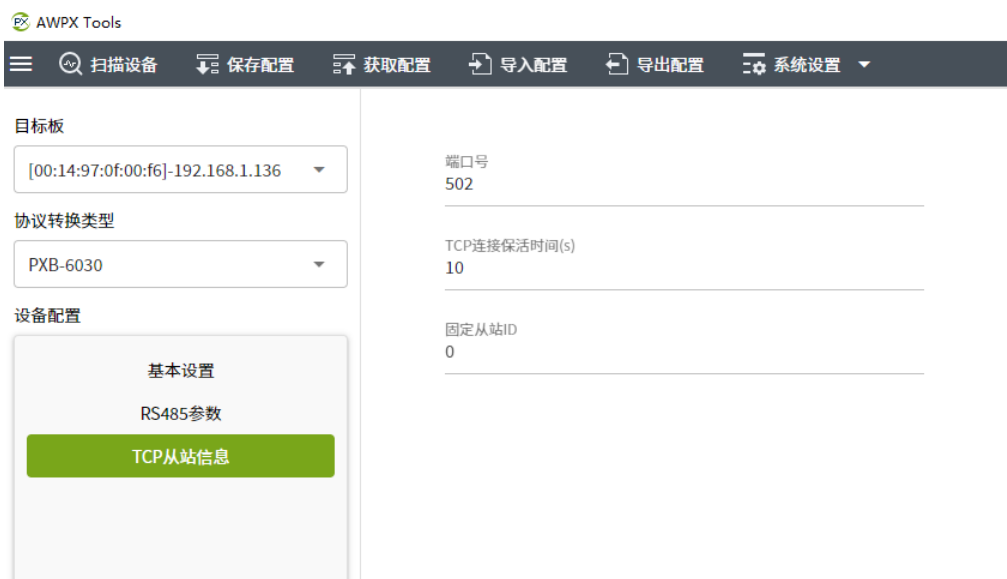 AWPX Tools
扫描设备 保存配置 获取配置 导入配置 导出配置 系统设置
目标板
[00:14:97:0f:00:f6]-192.168.1.136
协议转换类型
PXB-6030
设备配置
基本设置
RS485参数
TCP从站信息
端口号
502
TCP连接保活时间(s)
10
固定从站ID
0